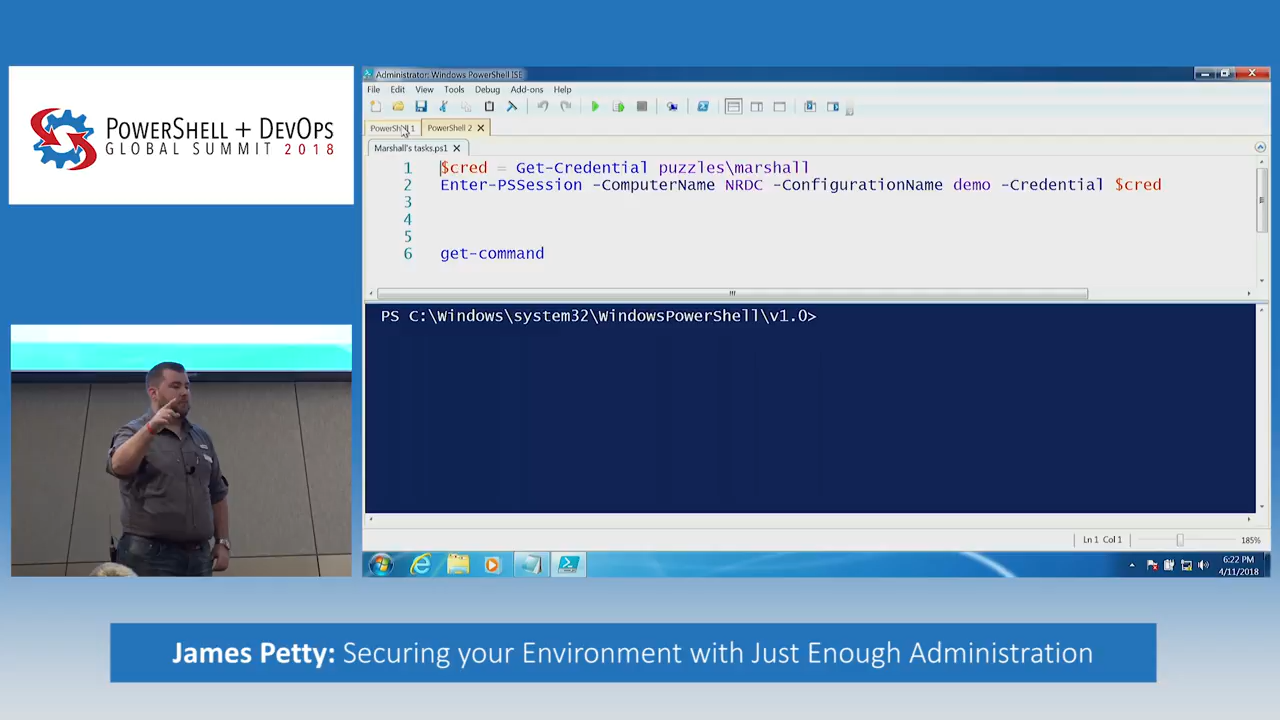 POWERSHELL + DEVOPS
GLOBAL SUMMIT 2018
Administrator: Windows PowerShell ISE
File Edit View Tools Debug Add-ons Help
PowerShell 1 PowerShell 2
Marshall's tasks.ps1
1 $cred = Get-Credential puzzles\marshall
2 Enter-PSSession -ComputerName NRDC -ConfigurationName demo -Credential $cred
3
4
5
6 get-command
PS C:\Windows\system32\WindowsPowerShell\v1.0>
Ln 1 Col 1 185%
6:22 PM
4/11/2018
James Petty: Securing your Environment with Just Enough Administration